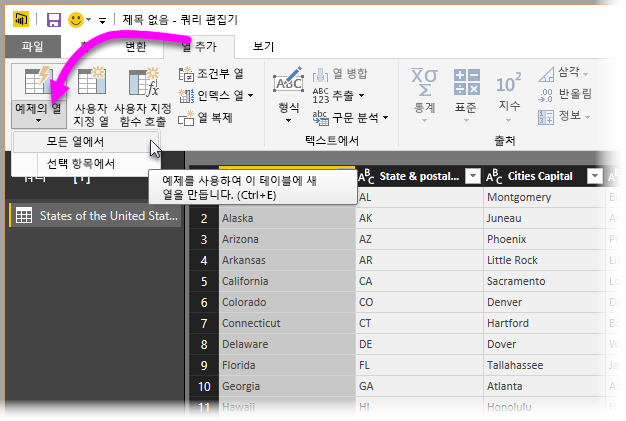 제목 없음 - 쿼리 편집기
파일 변환 열 추가 보기
예제의 열
사용자 지정 열
사용자 지정 함수 호출
조건부 열
인덱스 열
열 복제
형식
ABC
열 병합
추출
구문 분석
텍스트에서
통계
표준
10²
지수
삼각
반올림
정보
출처
모든 열에서
선택 항목에서
예제를 사용하여 이 테이블에 새
열을 만듭니다. (Ctrl+E)
[1]
States of the United Stat...
State & postal... Cities Capital
AL Montgomery
2 Alaska AK Juneau
3 Arizona AZ Phoenix
4 Arkansas AR Little Rock
5 California CA Sacramento
6 Colorado CO Denver
7 Connecticut CT Hartford
8 Delaware DE Dover
9 Florida FL Tallahassee
10 Georgia GA Atlanta
11 Hawaii HI Honolulu